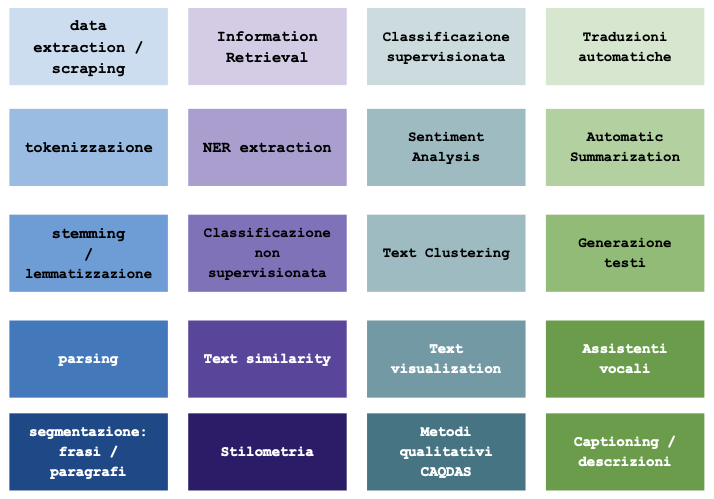 data
extraction /
scraping
Information
Retrieval
Classificazione
supervisionata
Traduzioni
automatiche
tokenizzazione
NER extraction
Sentiment
Analysis
Automatic
Summarization
stemming
/
lemmatizzazione
Classificazione
non
supervisionata
Text Clustering
Generazione
testi
parsing
Text similarity
Text
visualization
Assistenti
vocali
segmentazione:
frasi /
paragrafi
Stilometria
Metodi
qualitativi
CAQDAS
Captioning /
descrizioni